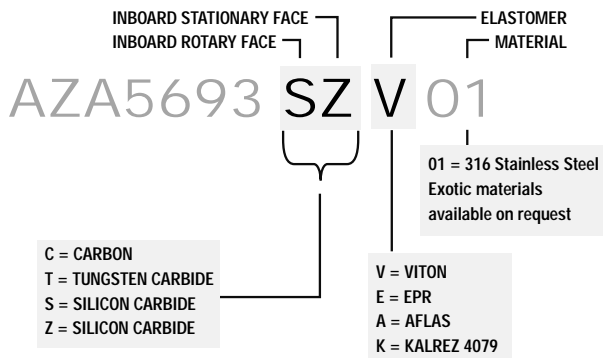 INBOARD STATIONARY FACE
INBOARD ROTARY FACE
ELASTOMER
MATERIAL
AZA5693 SZ V 01
01 = 316 Stainless Steel
Exotic materials
available on request
C = CARBON
T = TUNGSTEN CARBIDE
S = SILICON CARBIDE
Z = SILICON CARBIDE
V = VITON
E = EPR
A = AFLAS
K = KALREZ 4079